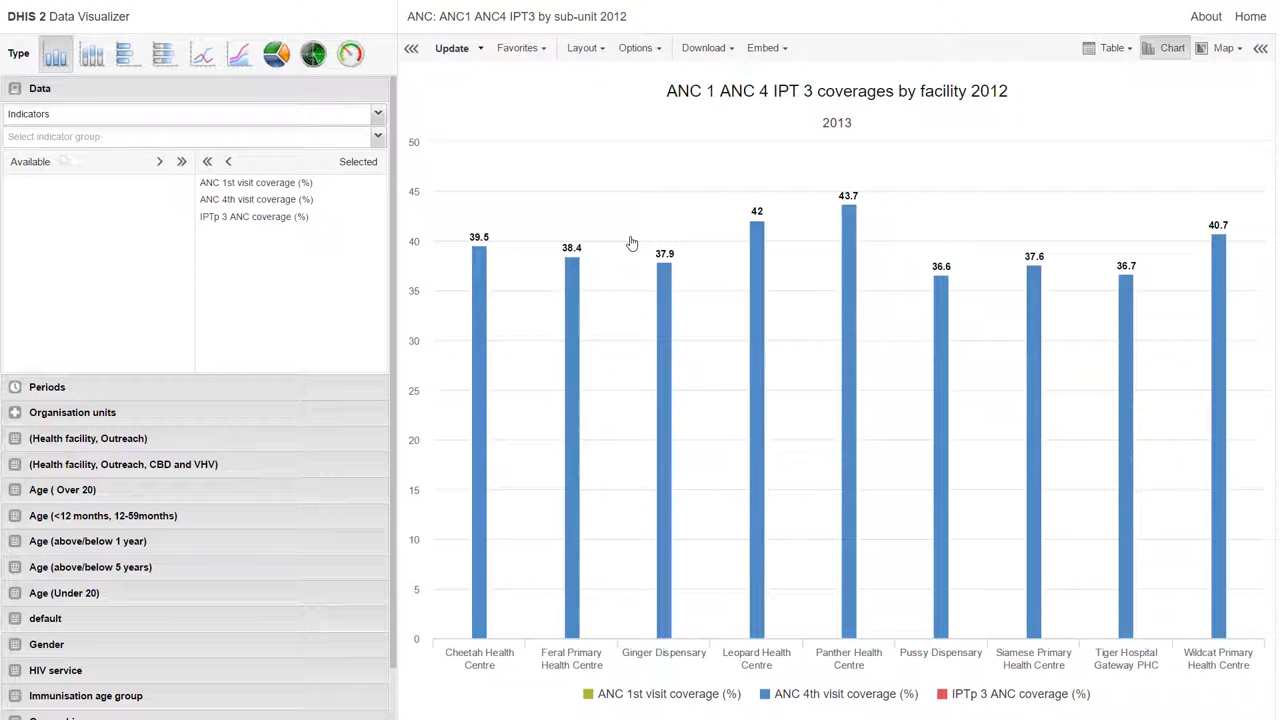 DHIS 2 Data Visualizer
ANC: ANC1 ANC4 IPT3 by sub-unit 2012
About Home
Type
Update Favorites Layout Options Download Embed
Table Chart Map
Data
Indicators
Select indicator group
Available
Selected
ANC 1st visit coverage (%)
ANC 4th visit coverage (%)
IPTp 3 ANC coverage (%)
Periods
Organisation units
(Health facility, Outreach)
(Health facility, Outreach, CBD and VHV)
Age ( Over 20)
Age (<12 months, 12-59months)
Age (above/below 1 year)
Age (above/below 5 years)
Age (Under 20)
default
Gender
HIV service
Immunisation age group
ANC 1 ANC 4 IPT 3 coverages by facility 2012
2013
50
45
40
35
30
25
20
15
10
5
0
39.5
38.4
37.9
42
43.7
36.6
37.6
36.7
40.7
Cheetah Health
Centre
Feral Primary
Health Centre
Ginger Dispensary
Leopard Health
Centre
Panther Health
Centre
Pussy Dispensary
Siamese Primary
Health Centre
Tiger Hospital
Gateway PHC
Wildcat Primary
Health Centre
ANC 1st visit coverage (%) ANC 4th visit coverage (%) IPTp 3 ANC coverage (%)